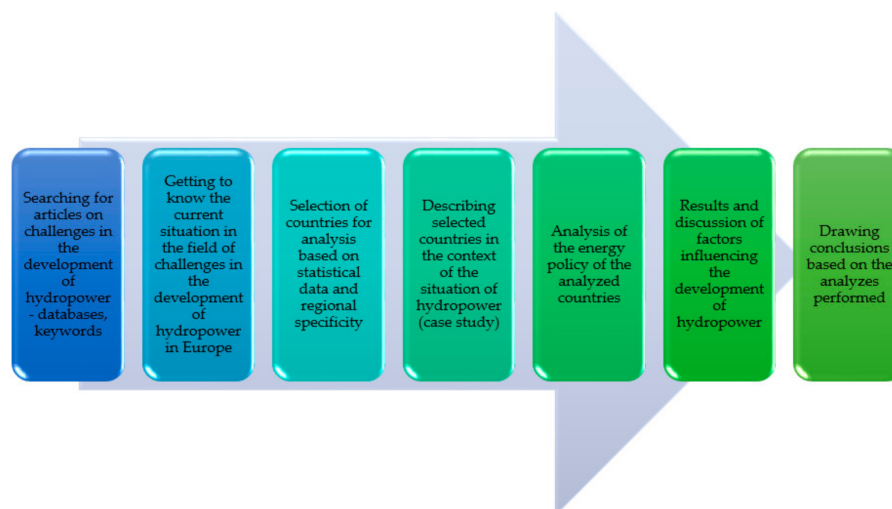 Searching for
articles on
challenges in
the
development
of
hydropower
- databases,
keywords
Getting to
know the
current
situation in
the field of
challenges in
the
development
of
hydropower
in Europe
Selection of
countries for
analysis
based on
statistical
data and
regional
specificity
Describing
selected
countries in
the context
of the
situation of
hydropower
(case study)
Analysis of
the energy
policy of the
analyzed
countries
Results and
discussion of
factors
influencing
the
development
of
hydropower
Drawing
conclusions
based on the
analyzes
performed